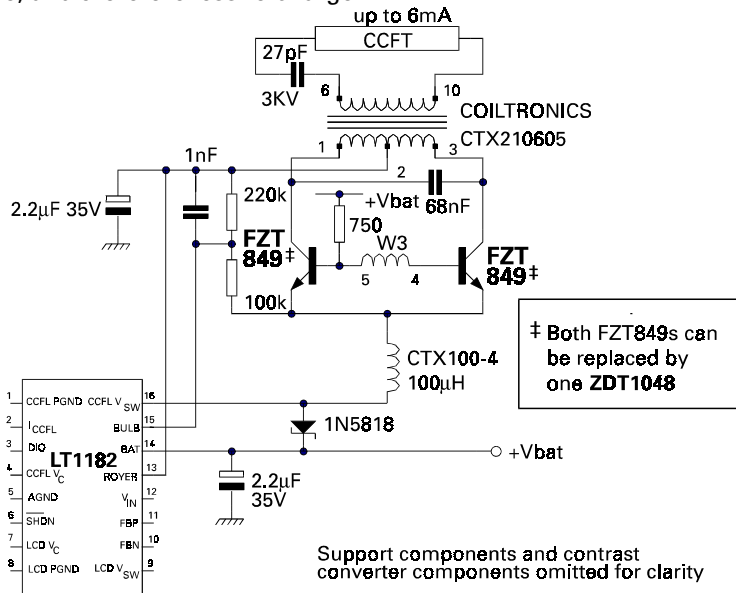 up to 6mA
CCFT
27pF
3KV
6
10
COILTRONICS
CTX210605
1
2
3
1nF
2.2µF 35V
220k
+Vbat
68nF
750
W3
FZT
849‡
5
4
FZT
849‡
100k
‡ Both FZT849s can
be replaced by
one ZDT1048
CTX100-4
100µH
1N5818
+Vbat
2.2µF
35V
LT1182
1 CCFL PGND CCFL VSW 16
2 ICCFL BULB 15
3 DIO BAT 14
4 CCFL VC ROYER 13
5 AGND VIN 12
6 SHDN FBP 11
7 LCD VC FBN 10
8 LCD PGND LCD VSW 9
Support components and contrast
converter components omitted for clarity